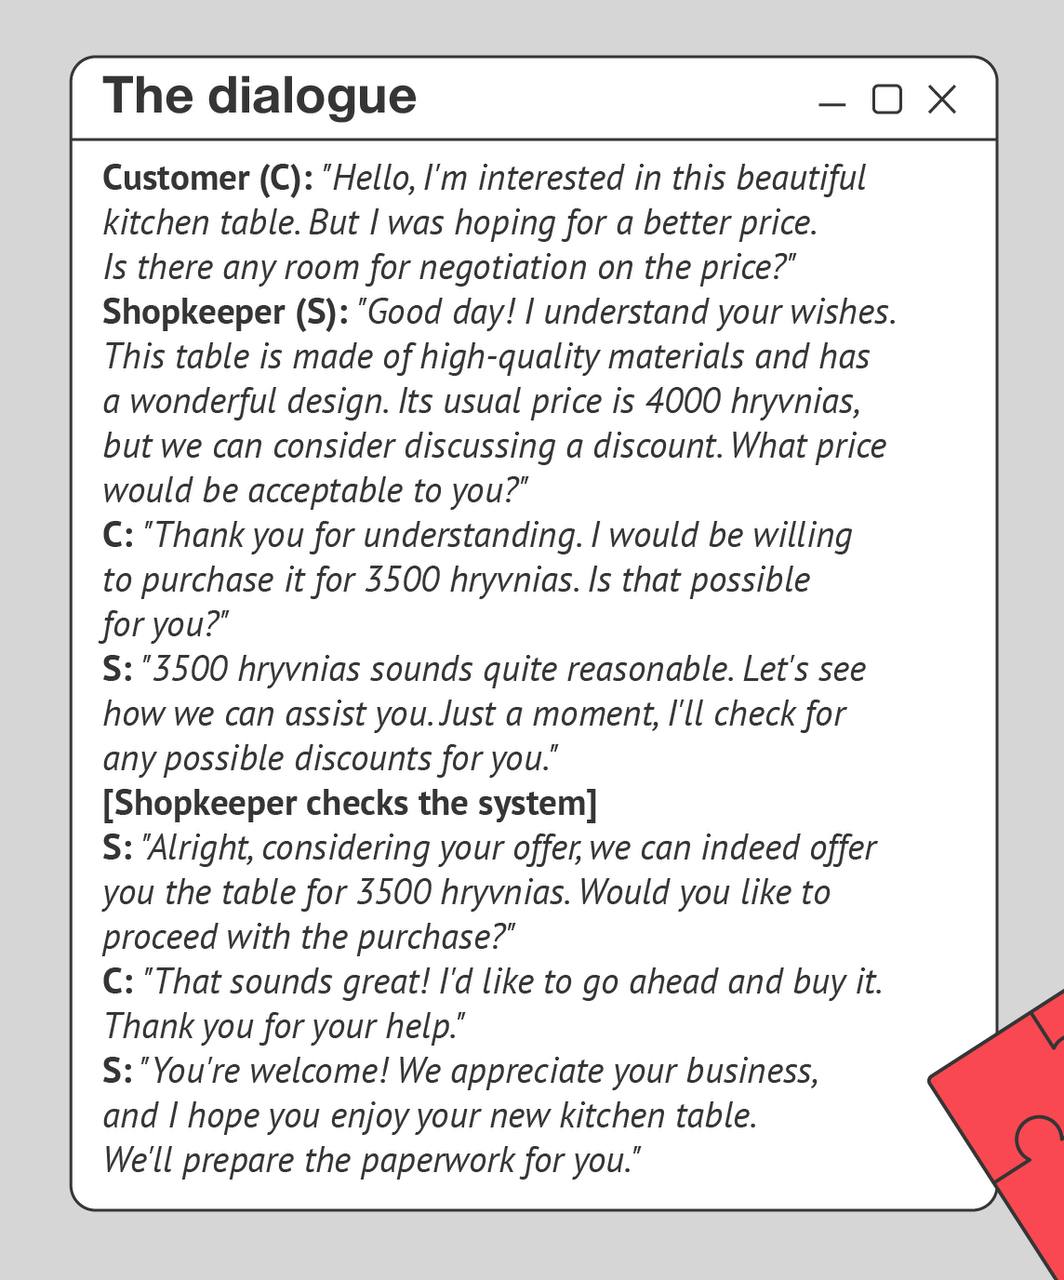 The dialogue
Customer (C): "Hello, I'm interested in this beautiful
kitchen table. But I was hoping for a better price.
Is there any room for negotiation on the price?"
Shopkeeper (S): "Good day! I understand your wishes.
This table is made of high-quality materials and has
a wonderful design. Its usual price is 4000 hryvnias,
but we can consider discussing a discount. What price
would be acceptable to you?"
C: "Thank you for understanding. I would be willing
to purchase it for 3500 hryvnias. Is that possible
for you?"
S: "3500 hryvnias sounds quite reasonable. Let's see
how we can assist you. Just a moment, I'll check for
any possible discounts for you."
[Shopkeeper checks the system]
S: "Alright, considering your offer, we can indeed offer
you the table for 3500 hryvnias. Would you like to
proceed with the purchase?"
C: "That sounds great! I'd like to go ahead and buy it.
Thank you for your help."
S: "You're welcome! We appreciate your business,
and I hope you enjoy your new kitchen table.
We'll prepare the paperwork for you."